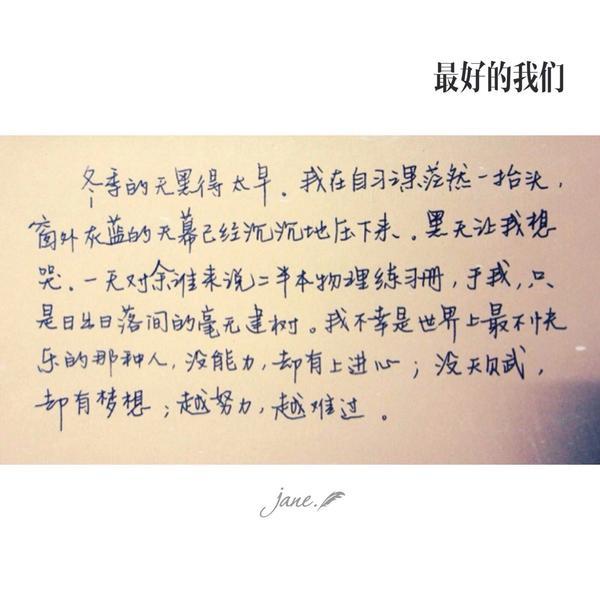 最好的我们
冬季的天黑得太早。我在自习课茫然一抬头，
窗外灰蓝的天幕已经沉沉地压下来、。黑天让我想
哭。一天对余淮来说二半本物理练习册，于我，只
是日出日落间的毫无建树。我不幸是世界上最不快
乐的那种人，没能力，却有上进心；没天赋，
却有梦想；越努力，越难过。
jane.